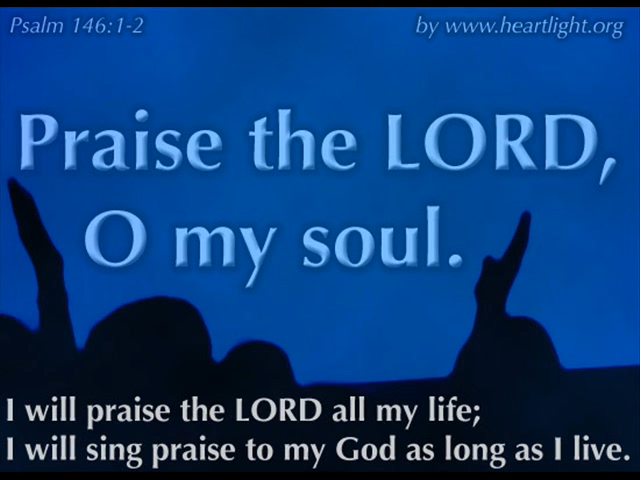 Psalm 146:1-2
by www.heartlight.org
Praise the LORD,
O my soul.
I will praise the LORD all my life;
I will sing praise to my God as long as I live.